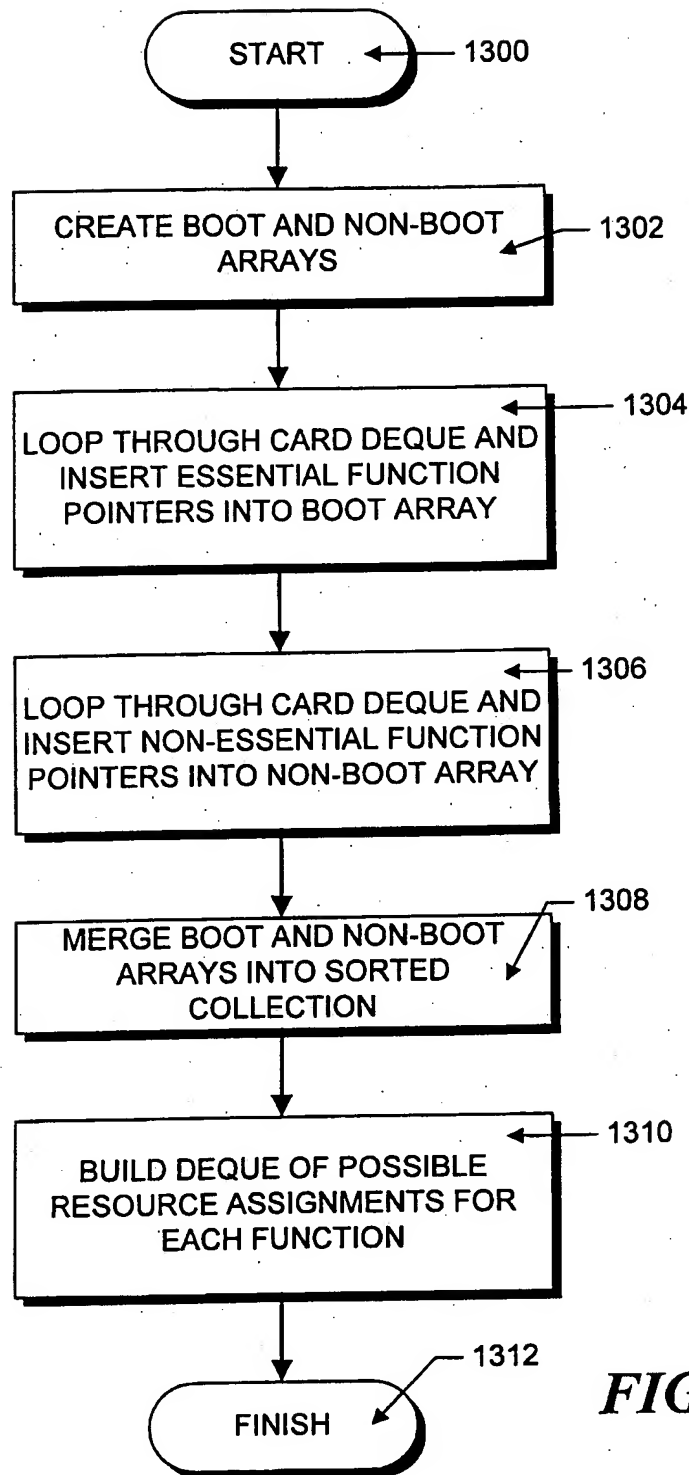 START
1300
CREATE BOOT AND NON-BOOT
ARRAYS
1302
1304
LOOP THROUGH CARD DEQUE AND
INSERT ESSENTIAL FUNCTION
POINTERS INTO BOOT ARRAY
1306
LOOP THROUGH CARD DEQUE AND
INSERT NON-ESSENTIAL FUNCTION
POINTERS INTO NON-BOOT ARRAY
1308
MERGE BOOT AND NON-BOOT
ARRAYS INTO SORTED
COLLECTION
1310
BUILD DEQUE OF POSSIBLE
RESOURCE ASSIGNMENTS FOR
EACH FUNCTION
1312
FINISH
FIG